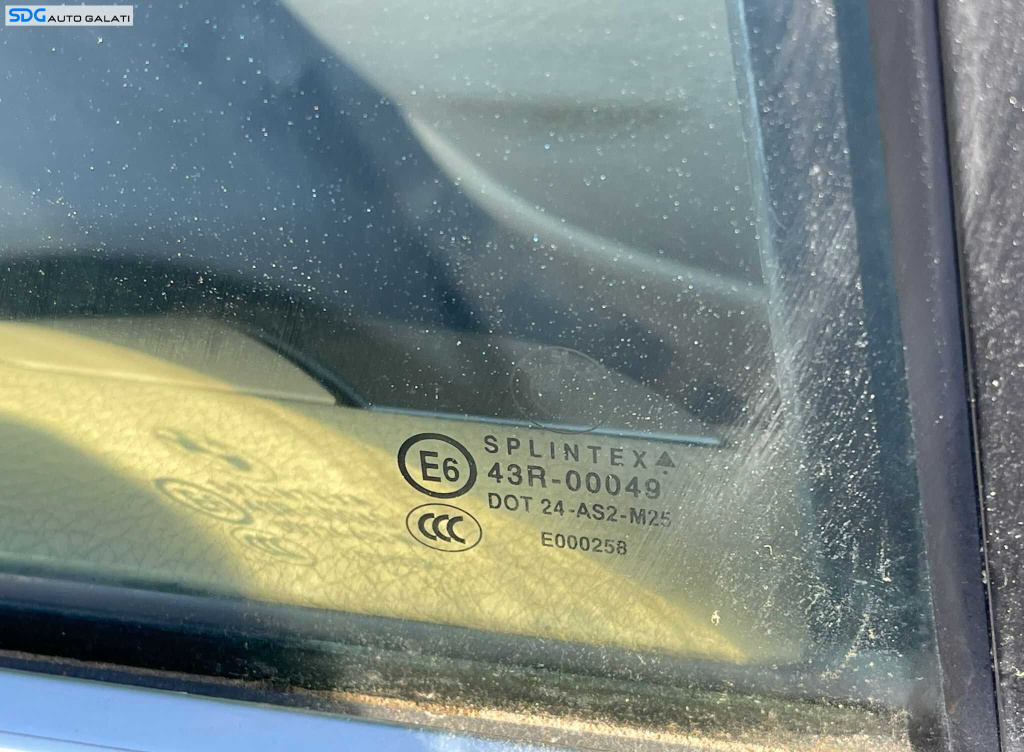 SDG AUTO GALATI
E6
SPLINTEX
43R-00049
DOT 24-AS2-M25
CCC
E000258